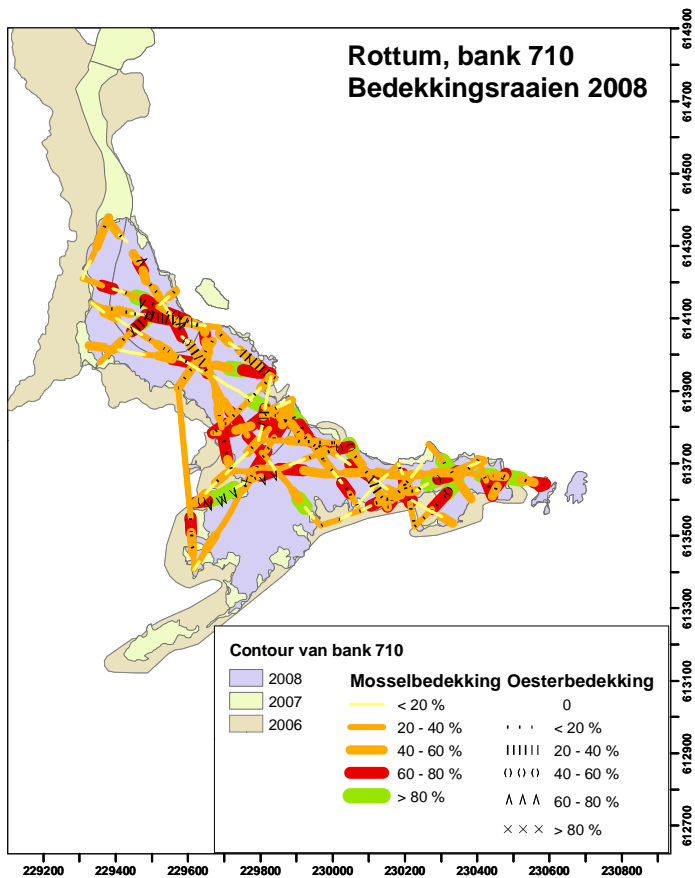 Rottum, bank 710
Bedekkingsraaien 2008
614900
614700
614500
614300
614100
613900
613700
613500
613300
613100
612900
612700
Contour van bank 710
2008
2007
2006
Mosselbedekking
< 20 %
20 - 40 %
40 - 60 %
60 - 80 %
> 80 %
Oesterbedekking
0
< 20 %
20 - 40 %
40 - 60 %
60 - 80 %
> 80 %
229200 229400 229600 229800 230000 230200 230400 230600 230800